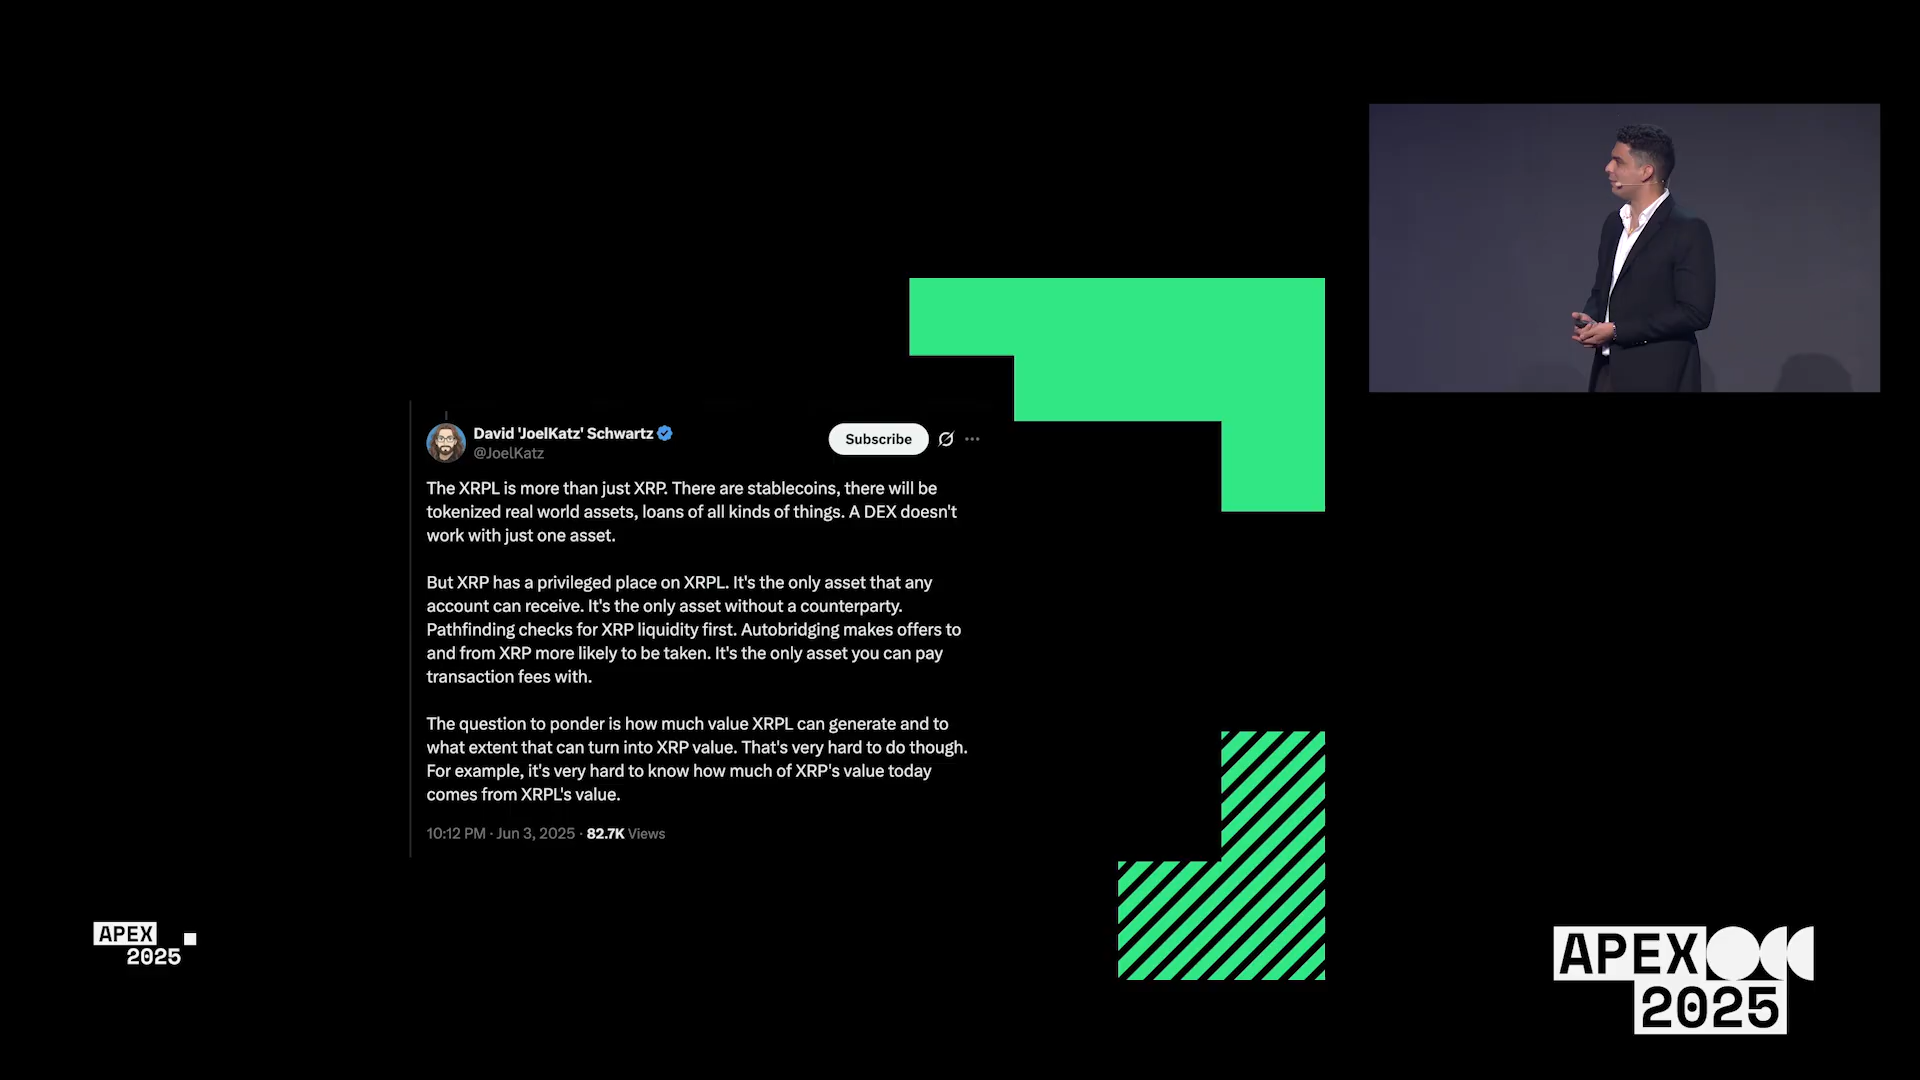 David 'JoelKatz' Schwartz
@JoelKatz
Subscribe
The XRPL is more than just XRP. There are stablecoins, there will be
tokenized real world assets, loans of all kinds of things. A DEX doesn't
work with just one asset.
But XRP has a privileged place on XRPL. It's the only asset that any
account can receive. It's the only asset without a counterparty.
Pathfinding checks for XRP liquidity first. Autobridging makes offers to
and from XRP more likely to be taken. It's the only asset you can pay
transaction fees with.
The question to ponder is how much value XRPL can generate and to
what extent that can turn into XRP value. That's very hard to do though.
For example, it's very hard to know how much of XRP's value today
comes from XRPL's value.
10:12 PM · Jun 3, 2025 · 82.7K Views
APEX
2025
APEX
2025